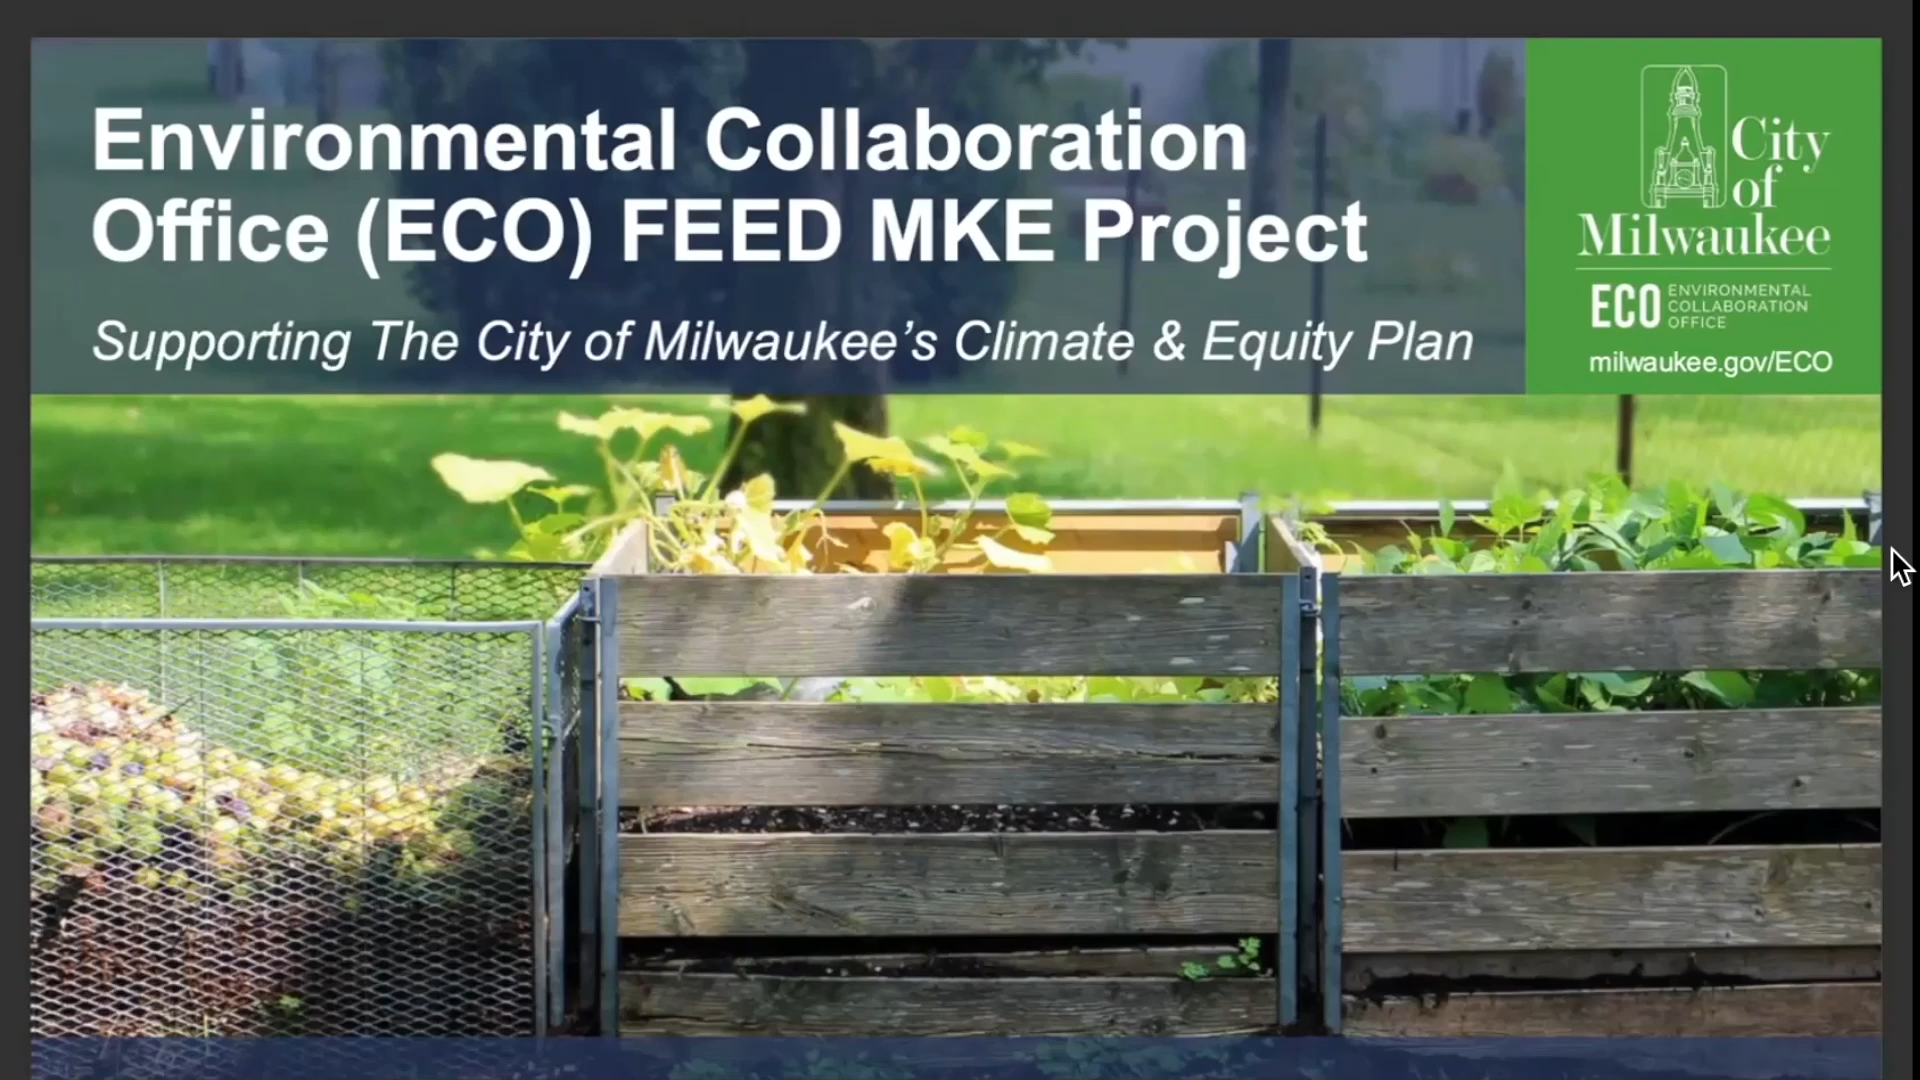 Environmental Collaboration
Office (ECO) FEED MKE Project
Supporting The City of Milwaukee’s Climate & Equity Plan
City
of
Milwaukee
ECO ENVIRONMENTAL
COLLABORATION
OFFICE
milwaukee.gov/ECO